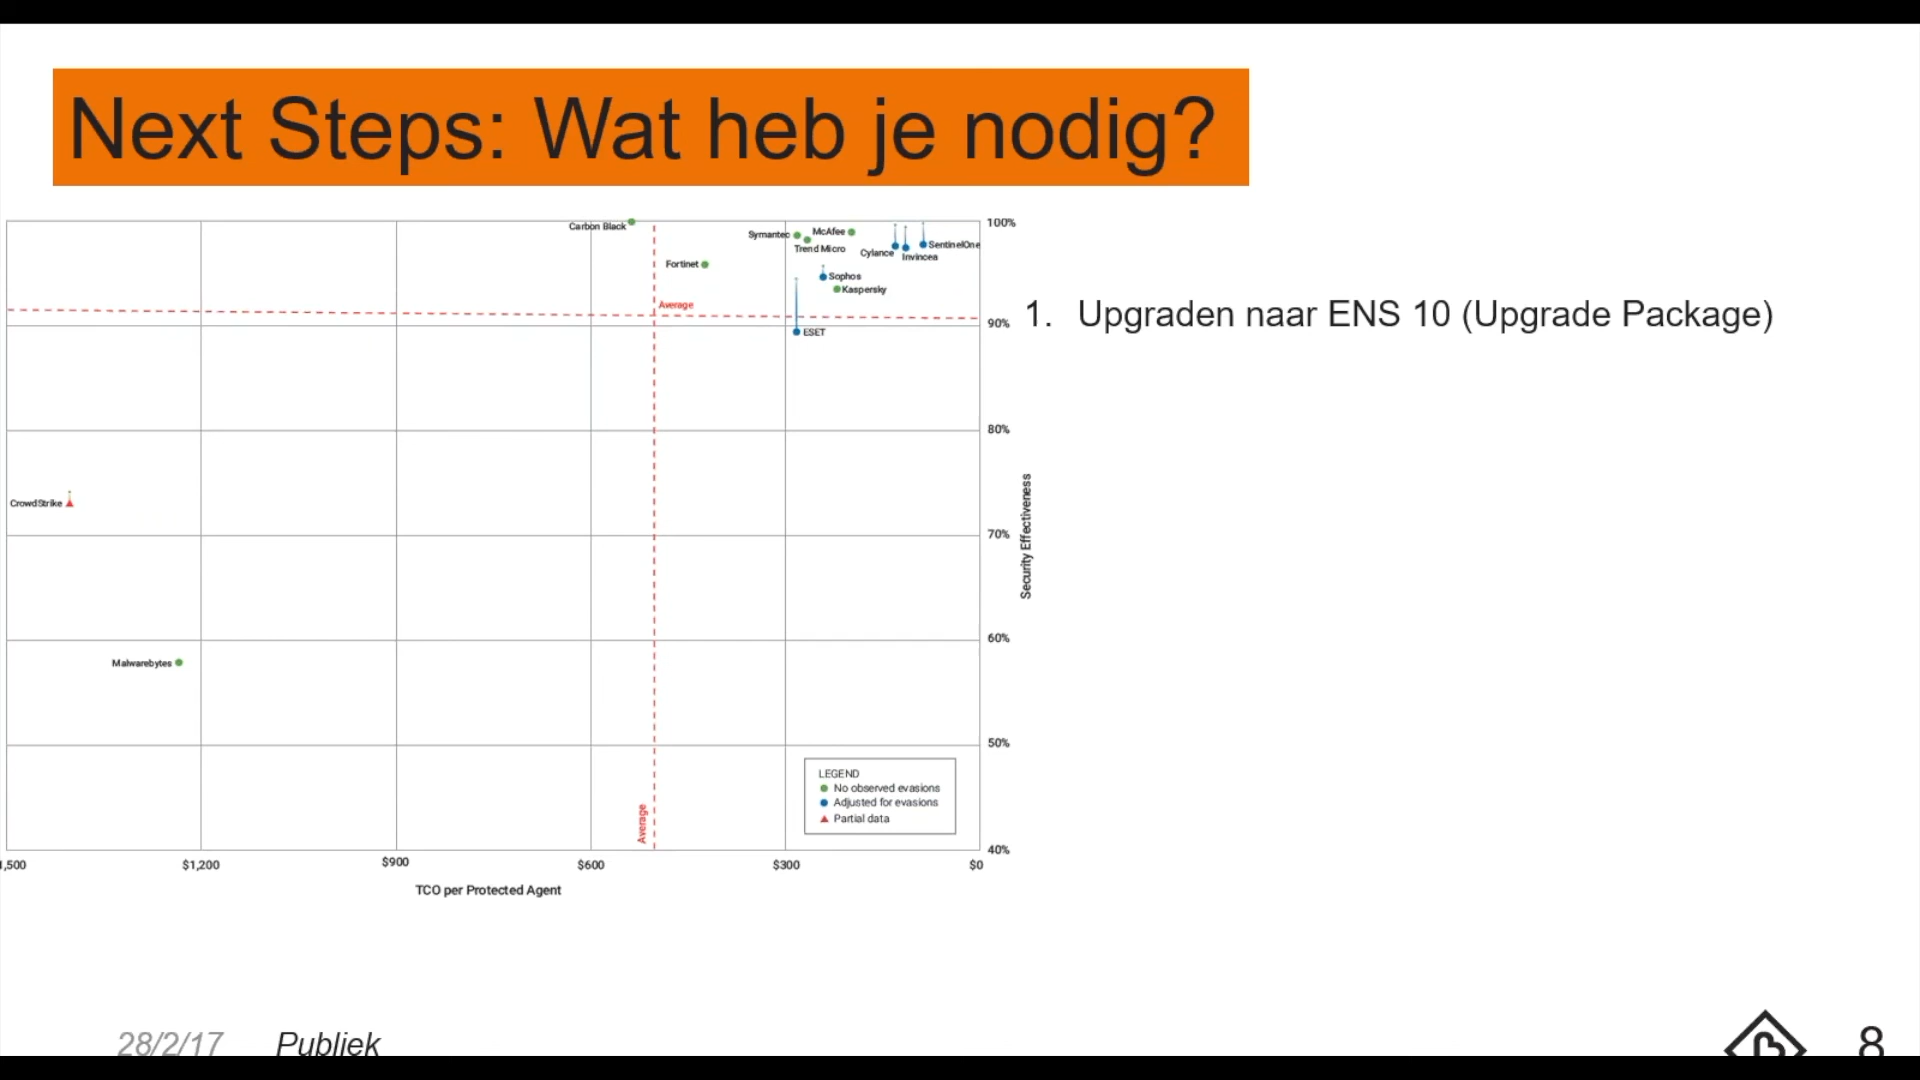 Next Steps: Wat heb je nodig?
Carbon Black
Symantec
McAfee
Trend Micro
Cylance
SentinelOne
Invincea
Fortinet
Sophos
Kaspersky
Average
ESET
CrowdStrike
Malwarebytes
100%
90%
80%
70%
60%
50%
40%
Security Effectiveness
Average
LEGEND
No observed evasions
Adjusted for evasions
Partial data
,500 $1,200 $900 $600 $300 $0
TCO per Protected Agent
1. Upgraden naar ENS 10 (Upgrade Package)
28/2/17 Publiek 8